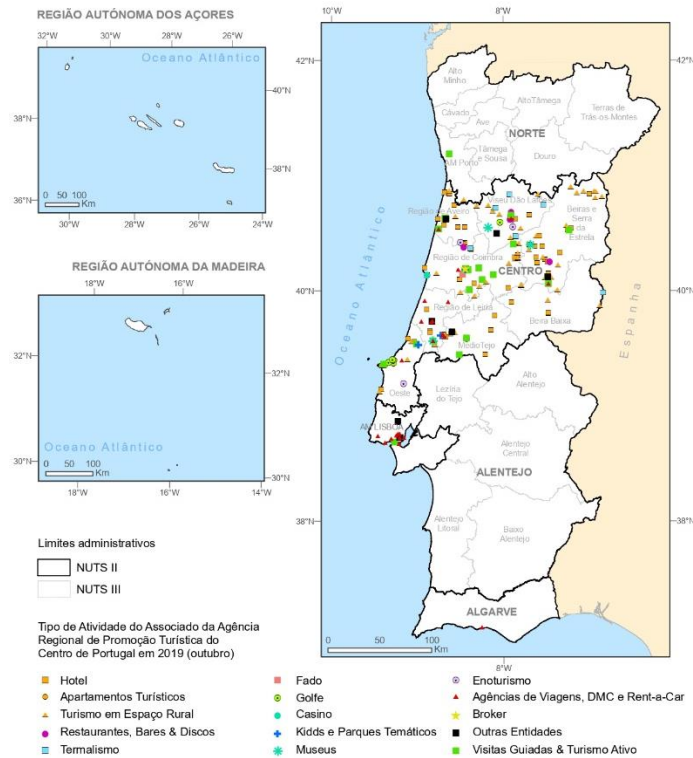 REGIÃO AUTÓNOMA DOS AÇORES
32°W 30°W 28°W 26°W
Oceano Atlântico
40°N
38°N
38°N
36°N
0 50 100
Km
30°W 28°W 26°W 24°W
REGIÃO AUTÓNOMA DA MADEIRA
18°W 16°W
32°N
32°N
Oceano Atlântico
30°N
0 50 100
Km
30°N
18°W 16°W 14°W
10°W 8°W
42°N
42°N
Alto
Minho
Alto Tâmega
Terras de
Trás-os-Montes
Cávado
Ave
NORTE
Tâmega
e Sousa
Douro
AM Porto
Viseu Dão Lafões
Região de Aveiro
Beiras e
Serra
da
Estrela
Região de Coimbra
CENTRO
40°N
40°N
Região de Leiria
Beira Baixa
Médio Tejo
Oceano Atlântico
Espanha
Oeste
Lezíria
do Tejo
Alto
Alentejo
AM LISBOA
Alentejo
Central
ALENTEJO
38°N
38°N
Alentejo
Litoral
Baixo
Alentejo
ALGARVE
0 50 100
Km
8°W
Limites administrativos
NUTS II
NUTS III
Tipo de Atividade do Associado da Agência
Regional de Promoção Turística do
Centro de Portugal em 2019 (outubro)
Hotel
Apartamentos Turísticos
Turismo em Espaço Rural
Restaurantes, Bares & Discos
Termalismo
Fado
Golfe
Casino
Kidds e Parques Temáticos
Museus
Enoturismo
Agências de Viagens, DMC e Rent-a-Car
Broker
Outras Entidades
Visitas Guiadas & Turismo Ativo